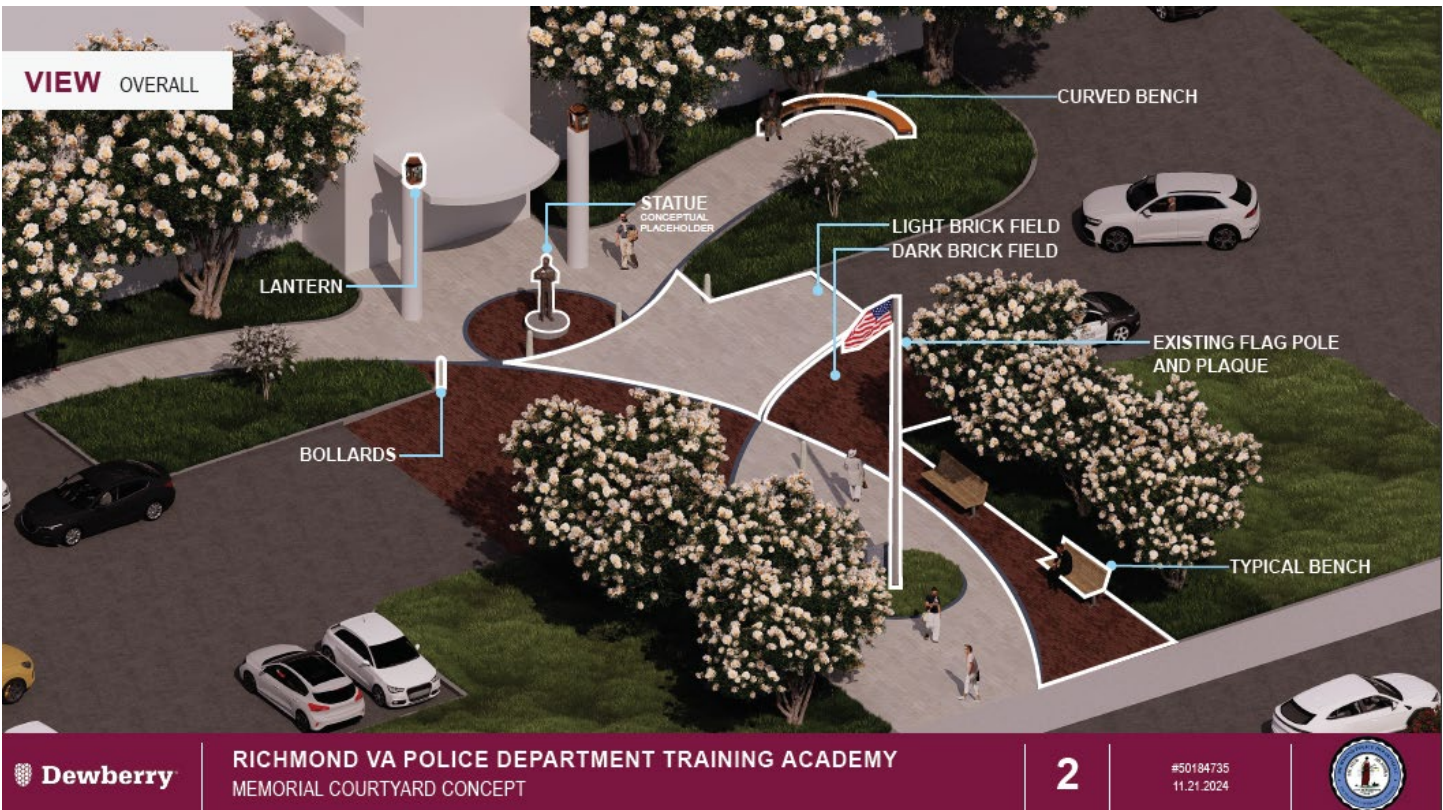 VIEW OVERALL
CURVED BENCH
STATUE
CONCEPTUAL
PLACEHOLDER
LIGHT BRICK FIELD
DARK BRICK FIELD
LANTERN
EXISTING FLAG POLE
AND PLAQUE
BOLLARDS
TYPICAL BENCH
Dewberry
RICHMOND VA POLICE DEPARTMENT TRAINING ACADEMY
MEMORIAL COURTYARD CONCEPT
2
#50184735
11.21.2024